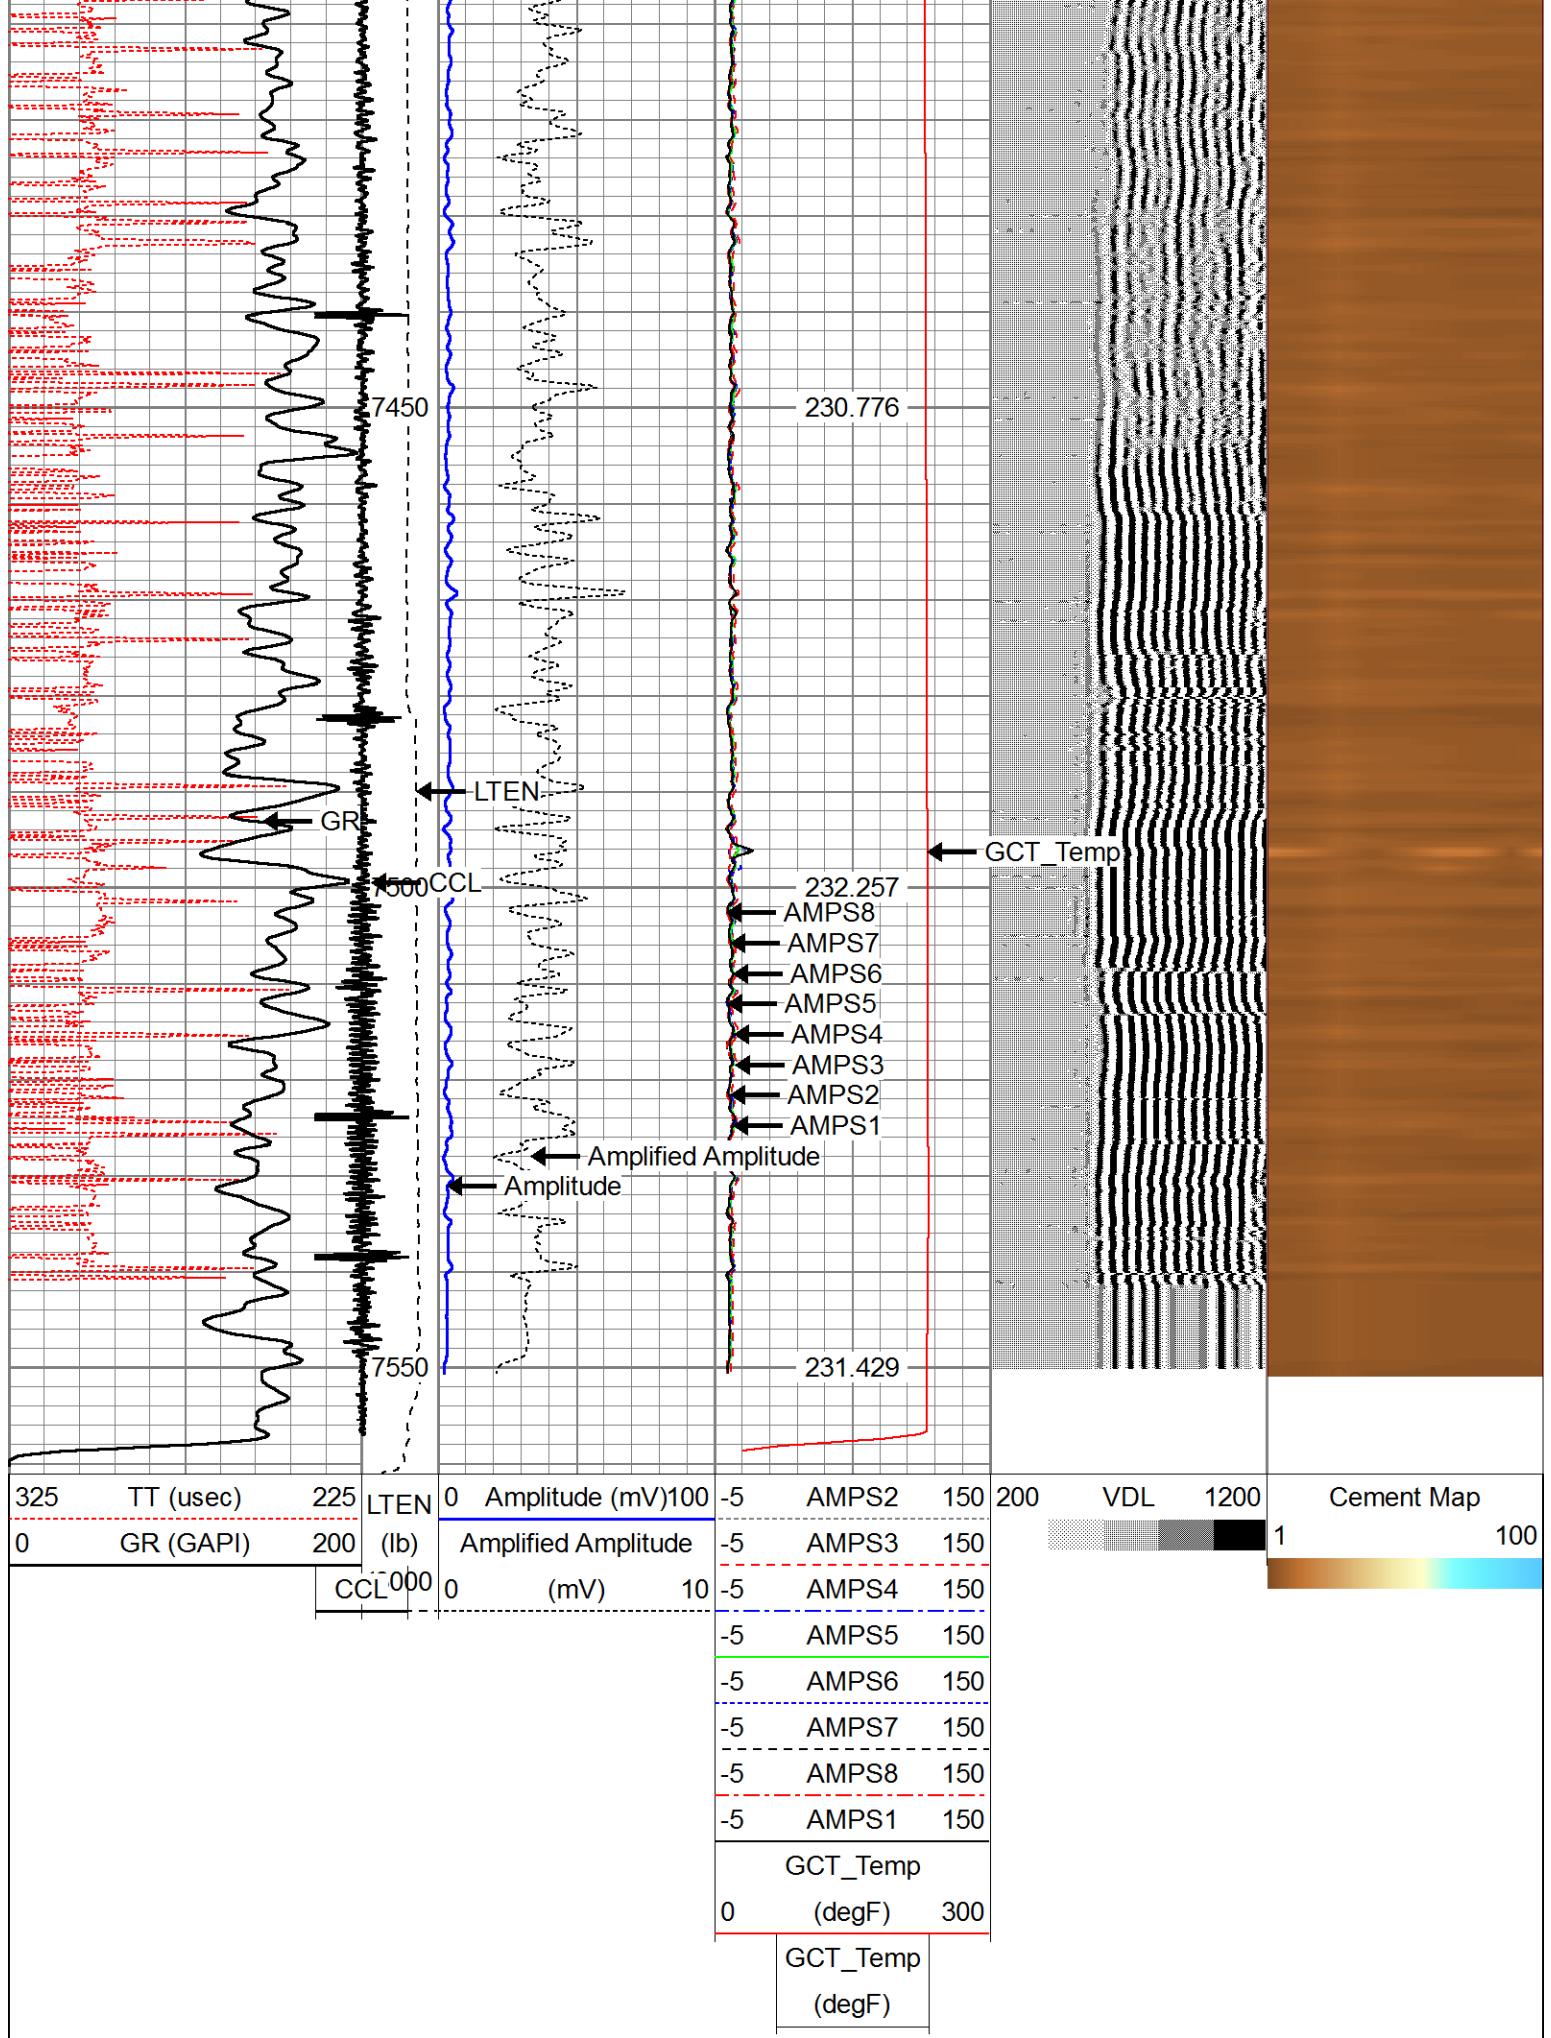 7450
230.776
LTEN
GR
GCT_Temp
7500
CCL
232.257
AMPS8
AMPS7
AMPS6
AMPS5
AMPS4
AMPS3
AMPS2
AMPS1
Amplified Amplitude
Amplitude
7550
231.429
325 TT (usec) 225
0 GR (GAPI) 200
CCL
LTEN
(lb)
000
0 Amplitude (mV) 100
Amplified Amplitude
0 (mV) 10
-5 AMPS2 150
-5 AMPS3 150
-5 AMPS4 150
-5 AMPS5 150
-5 AMPS6 150
-5 AMPS7 150
-5 AMPS8 150
-5 AMPS1 150
GCT_Temp
0 (degF) 300
GCT_Temp
(degF)
200 VDL 1200
Cement Map
1 100